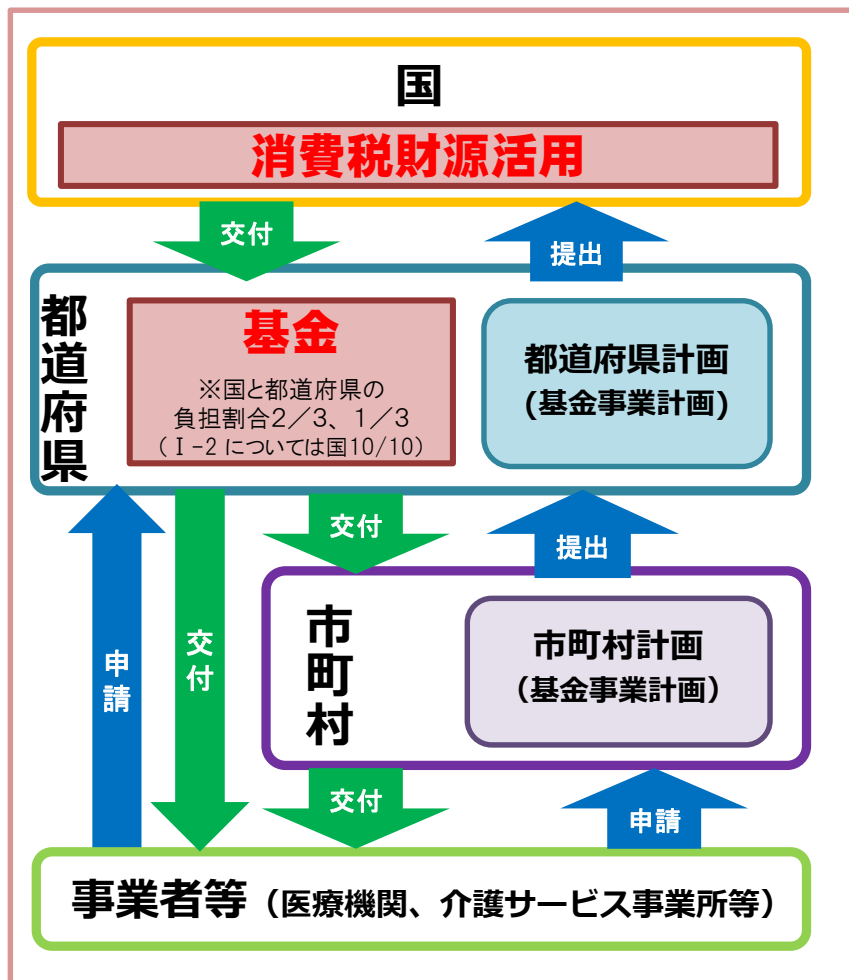 国
消費税財源活用
交付
提出
都道府県
基金
※国と都道府県の
負担割合2／3、1／3
（Ⅰ-2 については国10/10）
都道府県計画
(基金事業計画)
交付
提出
申請
交付
市町村
市町村計画
（基金事業計画）
交付
申請
事業者等（医療機関、介護サービス事業所等）